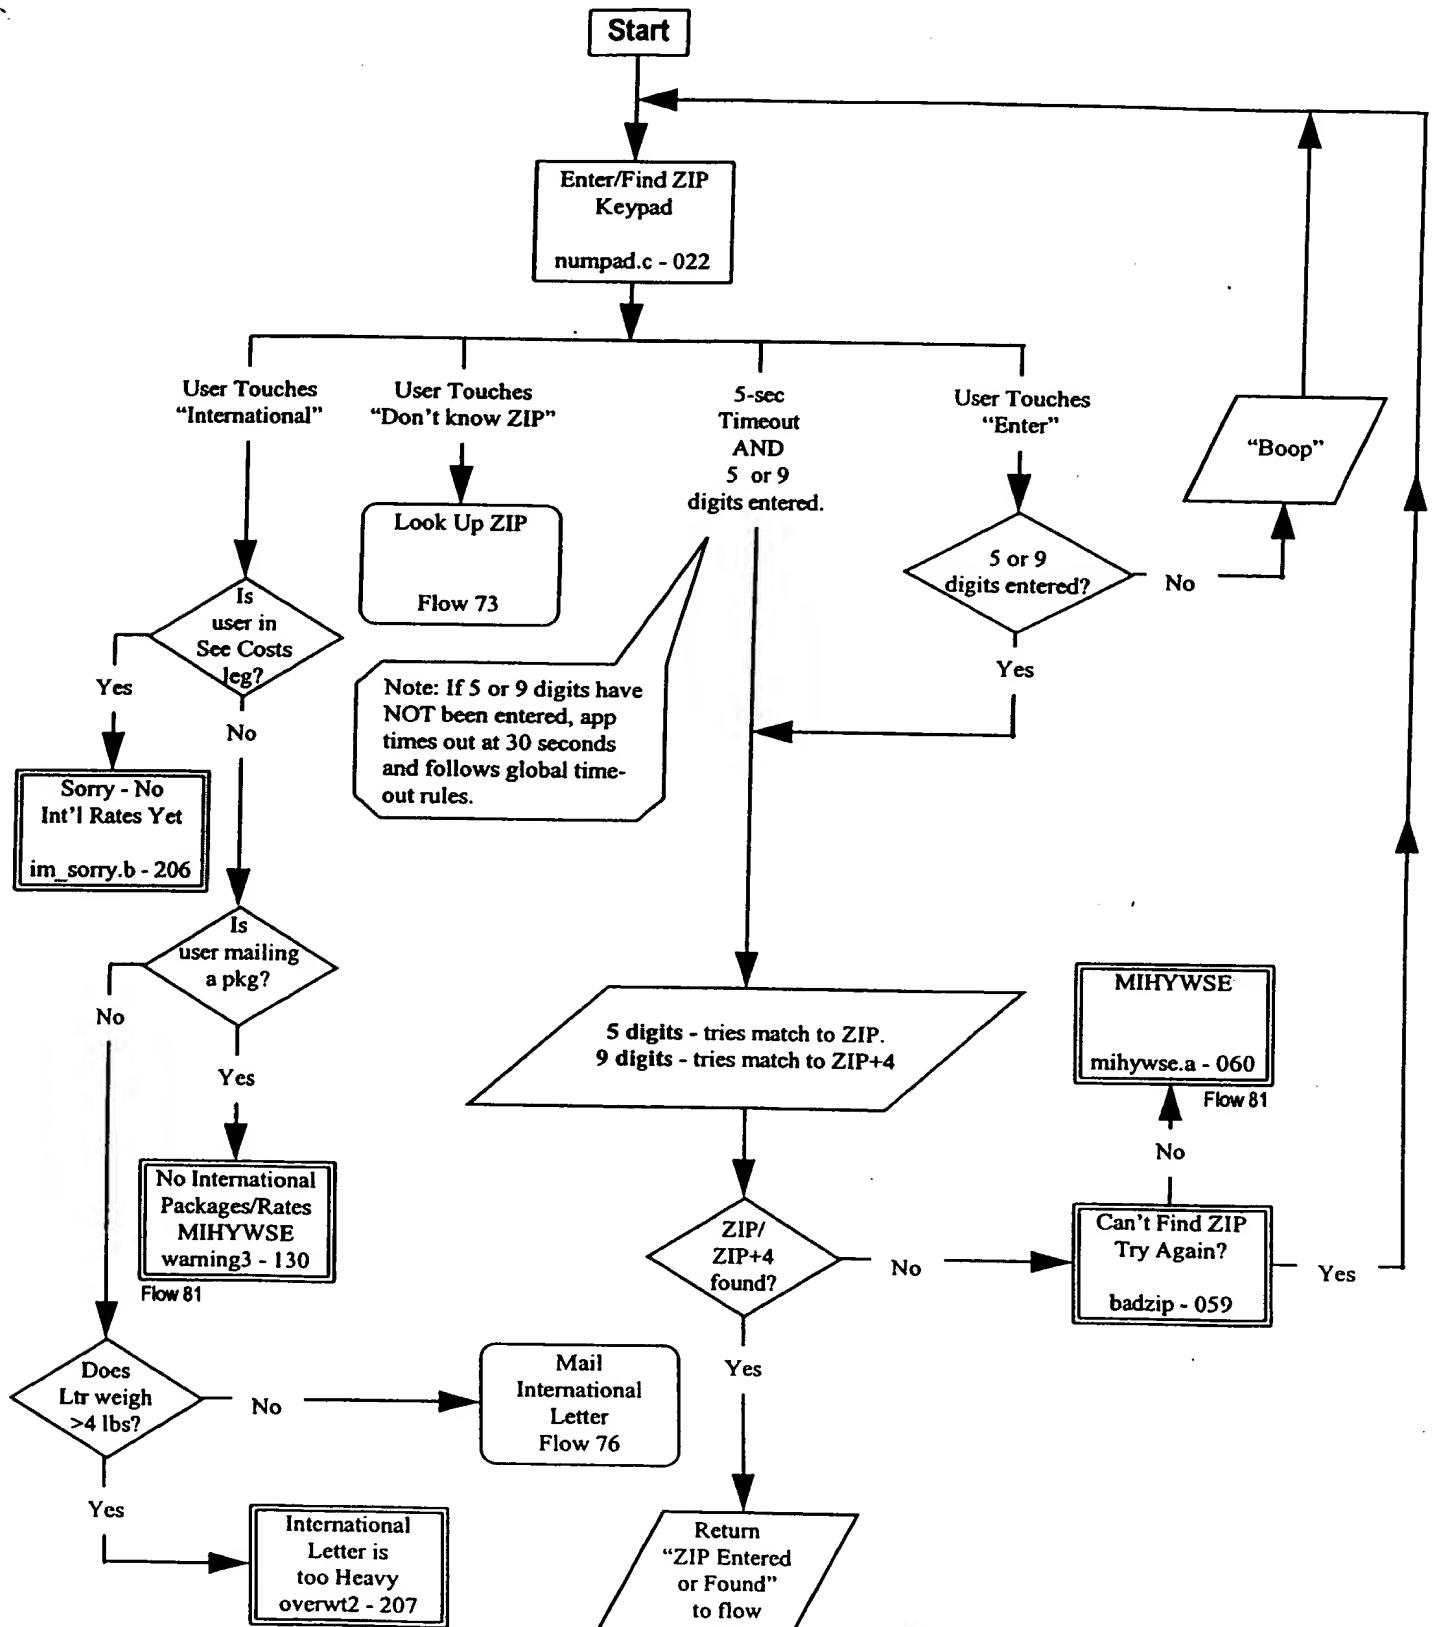 Start
Enter/Find ZIP
Keypad
numpad.c - 022
User Touches
“International”
User Touches
“Don't know ZIP”
5-sec
Timeout
AND
5 or 9
digits entered.
User Touches
“Enter”
“Boop”
Look Up ZIP
Flow 73
5 or 9
digits entered?
No
Yes
Is
user in
See Costs
leg?
Yes
No
Note: If 5 or 9 digits have
NOT been entered, app
times out at 30 seconds
and follows global time-
out rules.
Sorry - No
Int'l Rates Yet
im_sorry.b - 206
Is
user mailing
a pkg?
No
Yes
5 digits - tries match to ZIP.
9 digits - tries match to ZIP+4
MIHYWSE
mihywse.a - 060
Flow 81
No
No International
Packages/Rates
MIHYWSE
warning3 - 130
Flow 81
ZIP/
ZIP+4
found?
No
Can't Find ZIP
Try Again?
badzip - 059
Yes
Yes
Does
Ltr weigh
>4 lbs?
No
Mail
International
Letter
Flow 76
Yes
International
Letter is
too Heavy
overwt2 - 207
Return
“ZIP Entered
or Found”
to flow